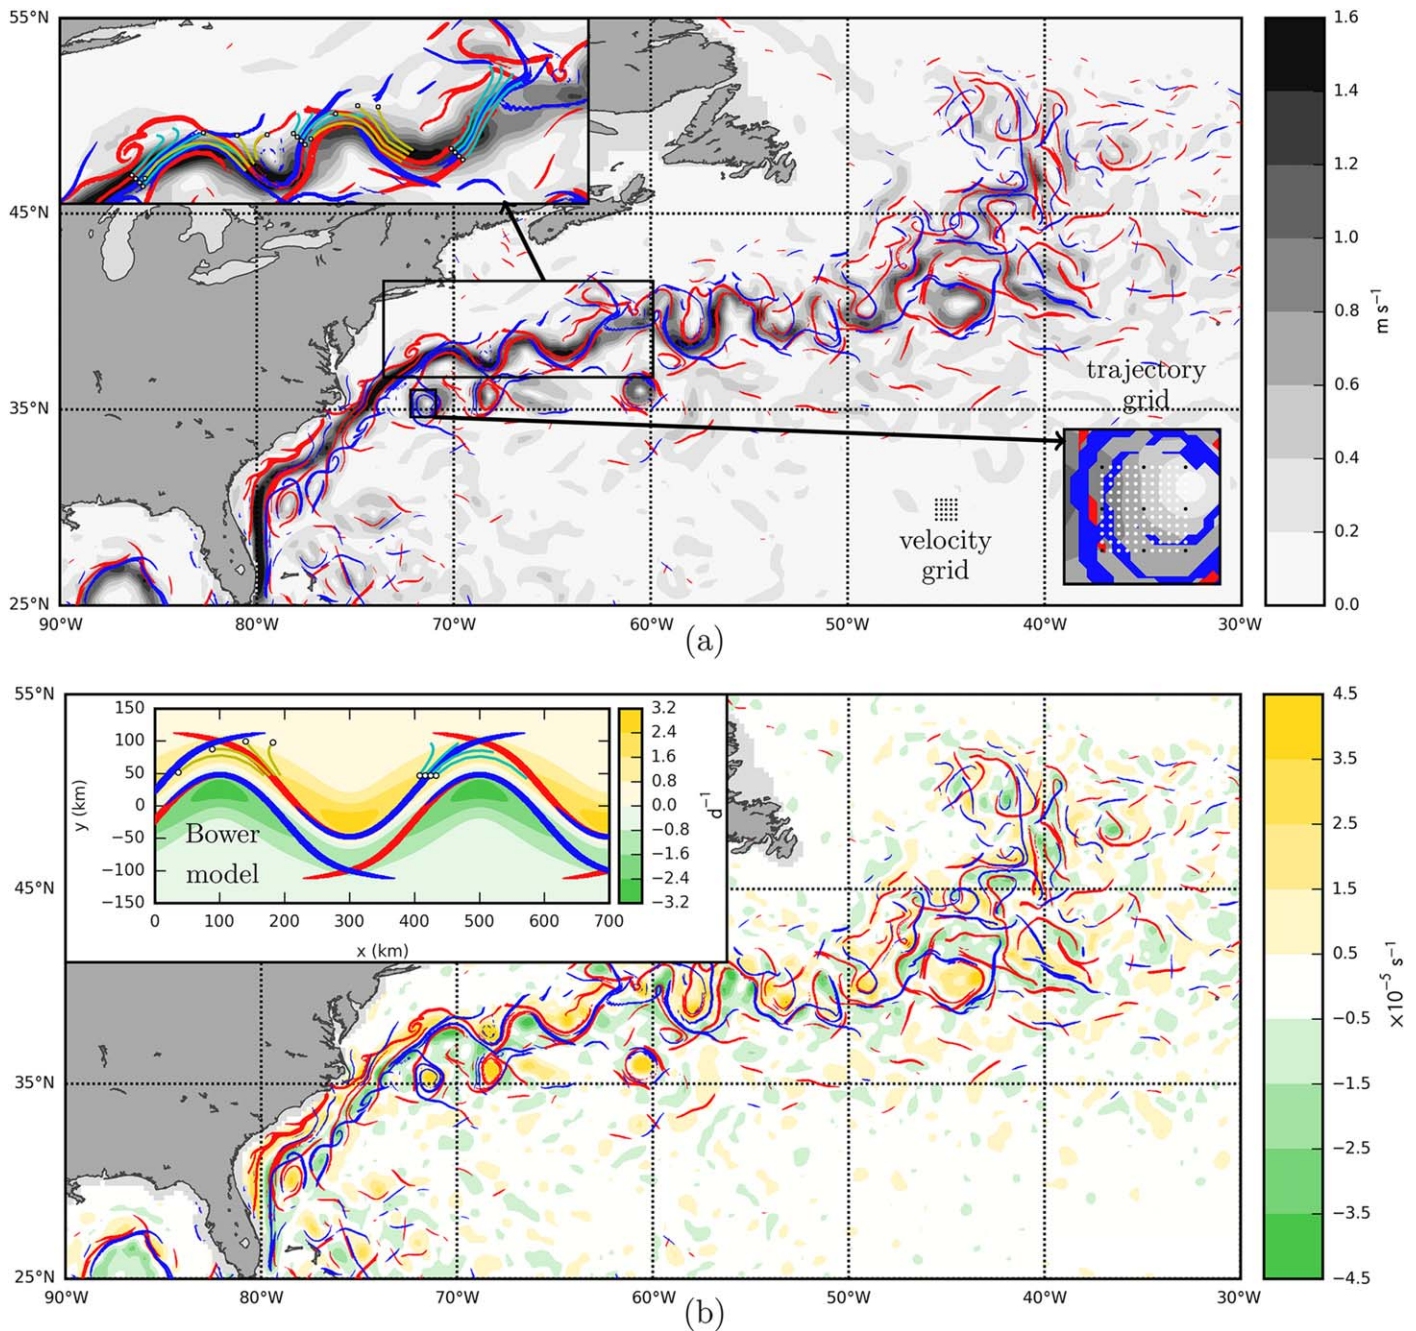 55°N
45°N
35°N
25°N
90°W
80°W
70°W
60°W
50°W
40°W
30°W
trajectory
grid
velocity
grid
1.6
1.4
1.2
1.0
0.8
0.6
0.4
0.2
0.0
m s⁻¹
(a)
55°N
45°N
35°N
25°N
150
100
50
0
−50
−100
−150
y (km)
Bower
model
0
100
200
300
400
500
600
700
x (km)
3.2
2.4
1.6
0.8
0.0
−0.8
−1.6
−2.4
−3.2
d⁻¹
90°W
80°W
70°W
60°W
50°W
40°W
30°W
4.5
3.5
2.5
1.5
0.5
−0.5
−1.5
−2.5
−3.5
−4.5
×10⁻⁵ s⁻¹
(b)